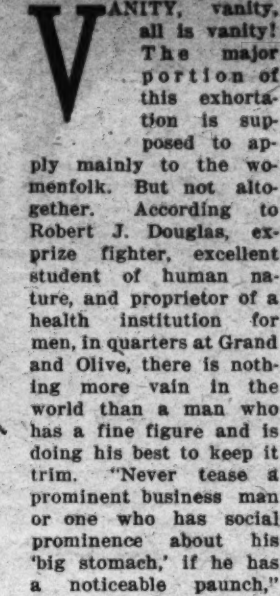 VANITY, vanity,
all is vanity!
The major
portion of
this exhorta-
tion is sup-
posed to ap-
ply mainly to the wo-
menfolk. But not alto-
gether. According to
Robert J. Douglas, ex-
prize fighter, excellent
student of human na-
ture, and proprietor of a
health institution for
men, in quarters at Grand
and Olive, there is noth-
ing more vain in the
world than a man who
has a fine figure and is
doing his best to keep it
trim. "Never tease a
prominent business man
or one who has social
prominence about his
'big stomach,' if he has
a noticeable paunch,"